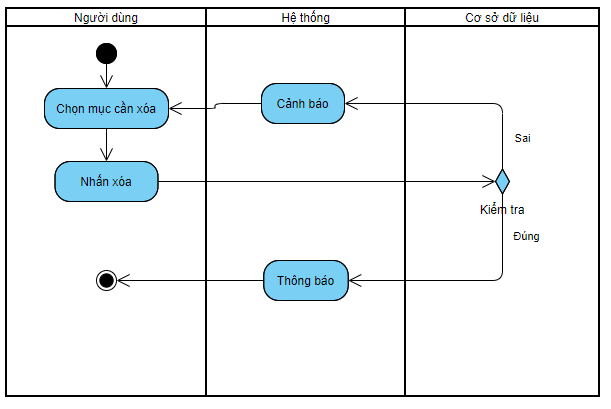 Người dùng
Hệ thống
Cơ sở dữ liệu
Chọn mục cần xóa
Cảnh báo
Sai
Nhấn xóa
Kiểm tra
Đúng
Thông báo